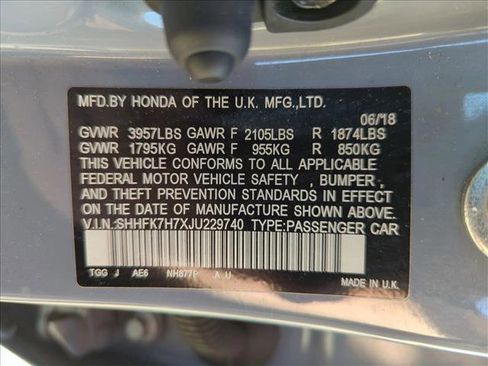 MFD.BY HONDA OF THE U.K. MFG.,LTD.
06/18
GVWR 3957LBS GAWR F 2105LBS R 1874LBS
GVWR 1795KG GAWR F 955KG R 850KG
THIS VEHICLE CONFORMS TO ALL APPLICABLE
FEDERAL MOTOR VEHICLE SAFETY , BUMPER ,
AND THEFT PREVENTION STANDARDS IN EFFECT
ON THE DATE OF MANUFACTURE SHOWN ABOVE.
V.I.N.:SHHFK7H7XJU229740 TYPE:PASSENGER CAR
TGG J AE6 NH877P A U
MADE IN U.K.